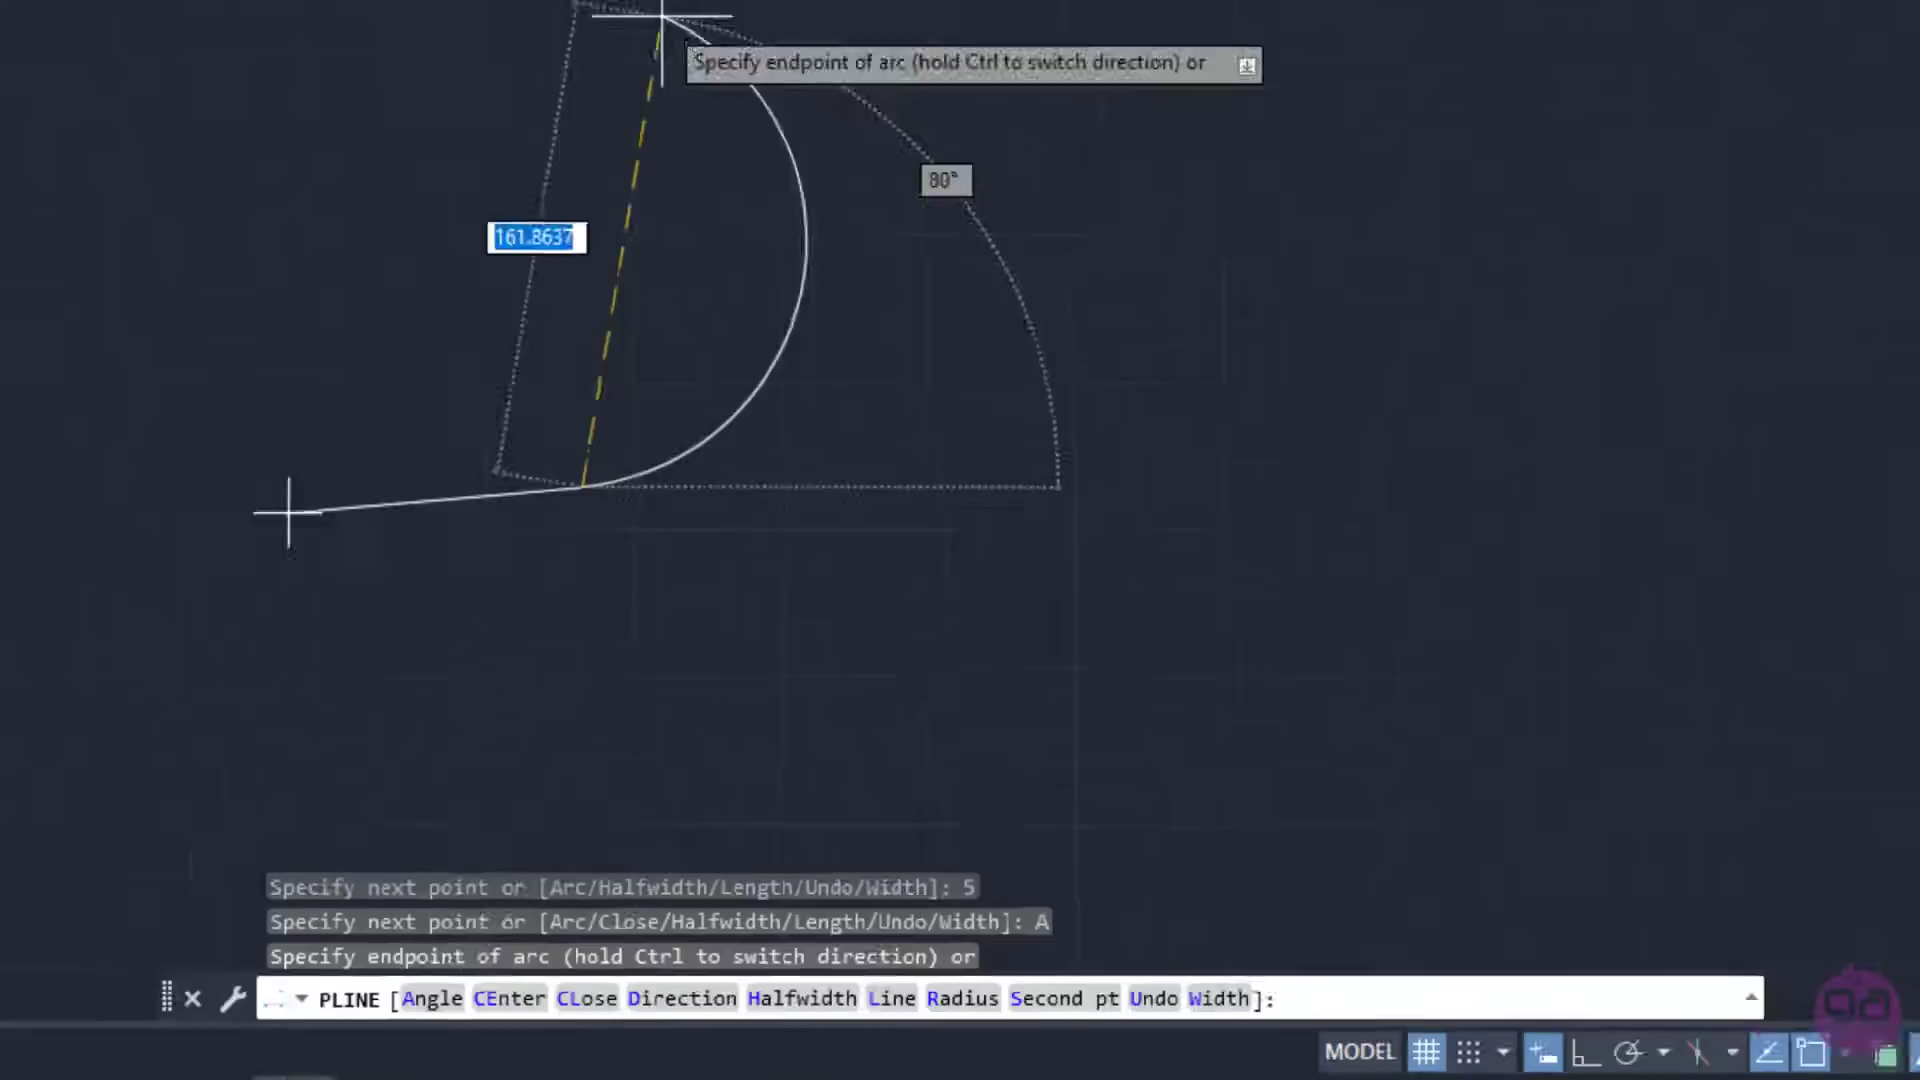 Specify endpoint of arc (hold Ctrl to switch direction) or
80°
161.8637
Specify next point or [Arc/Halfwidth/Length/Undo/Width]: 5
Specify next point or [Arc/Close/Halfwidth/Length/Undo/Width]: A
Specify endpoint of arc (hold Ctrl to switch direction) or
PLINE [Angle CEnter CLose Direction Halfwidth Line Radius Second pt Undo Width]:
MODEL